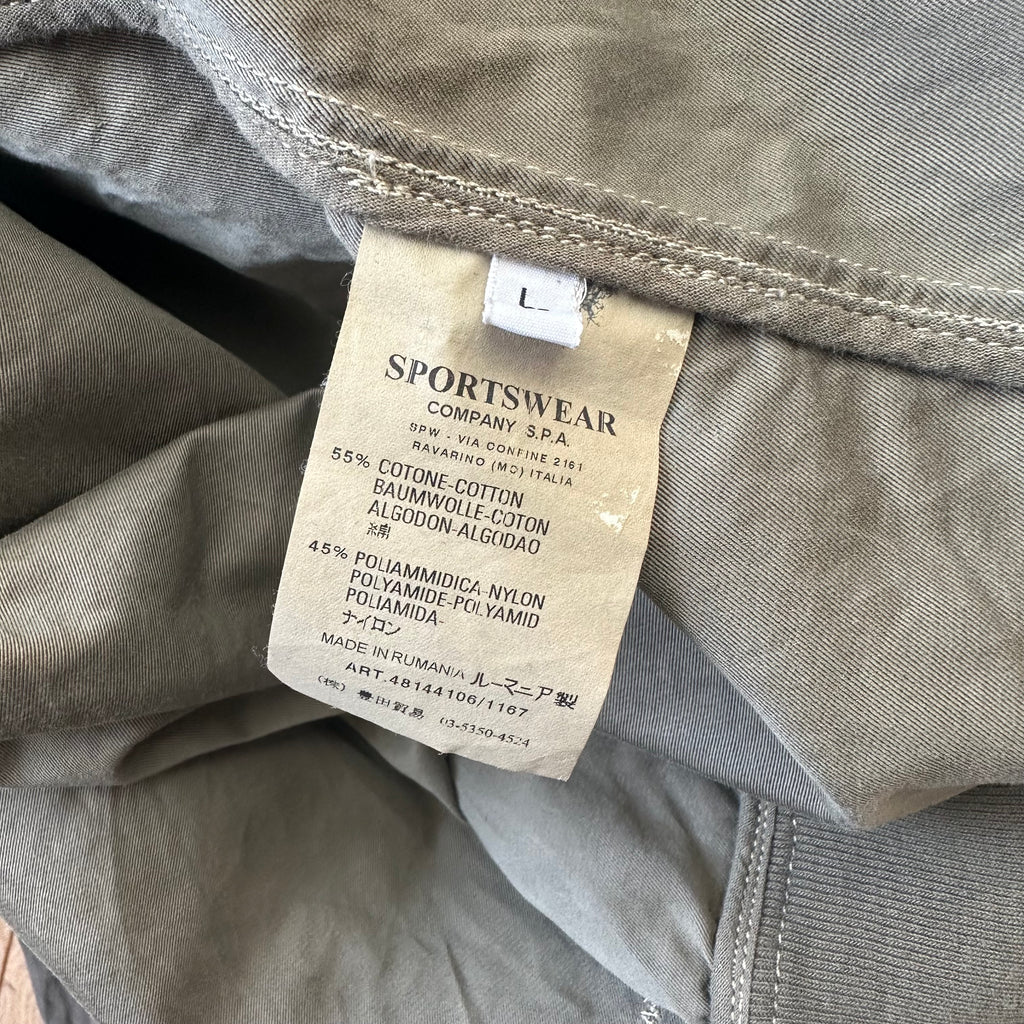 L
SPORTSWEAR
COMPANY S.P.A.
SPW - VIA CONFINE 2161
RAVARINO (MO) ITALIA
55% COTONE-COTTON
BAUMWOLLE-COTON
ALGODON-ALGODAO
綿
45% POLIAMMIDICA-NYLON
POLYAMIDE-POLYAMID
POLIAMIDA-
ナイロン
MADE IN RUMANIA ルーマニア製
ART.48144106/1167
(株)豊田貿易 03-5350-4524